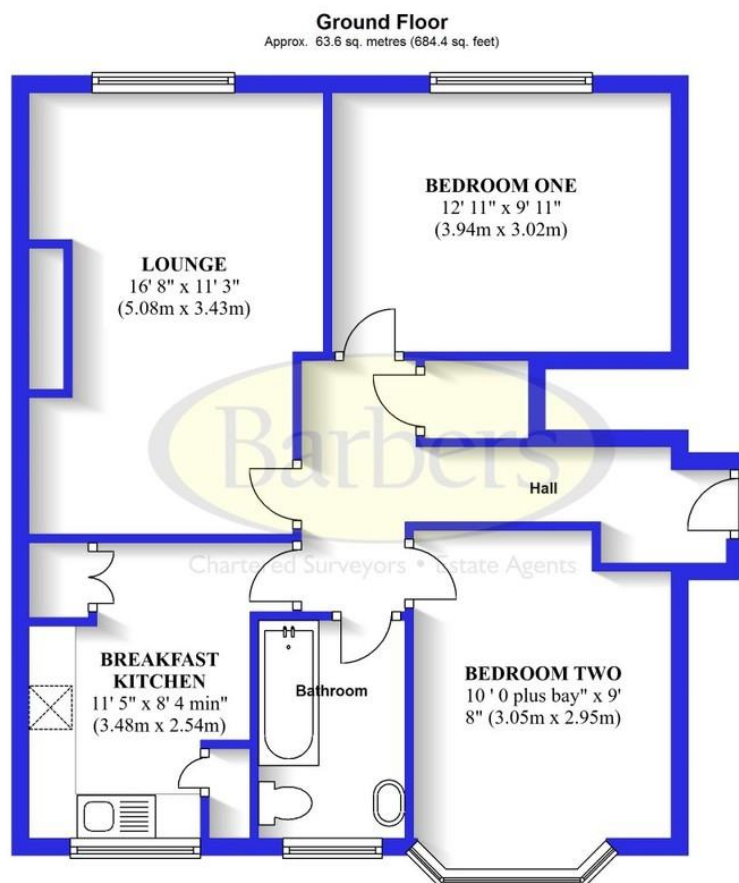 Ground Floor
Approx. 63.6 sq. metres (684.4 sq. feet)
BEDROOM ONE
12' 11" x 9' 11"
(3.94m x 3.02m)
LOUNGE
16' 8" x 11' 3"
(5.08m x 3.43m)
Barbers
Hall
Chartered Surveyors • Estate Agents
BREAKFAST
KITCHEN
11' 5" x 8' 4 min"
(3.48m x 2.54m)
Bathroom
BEDROOM TWO
10 ' 0 plus bay" x 9'
8" (3.05m x 2.95m)